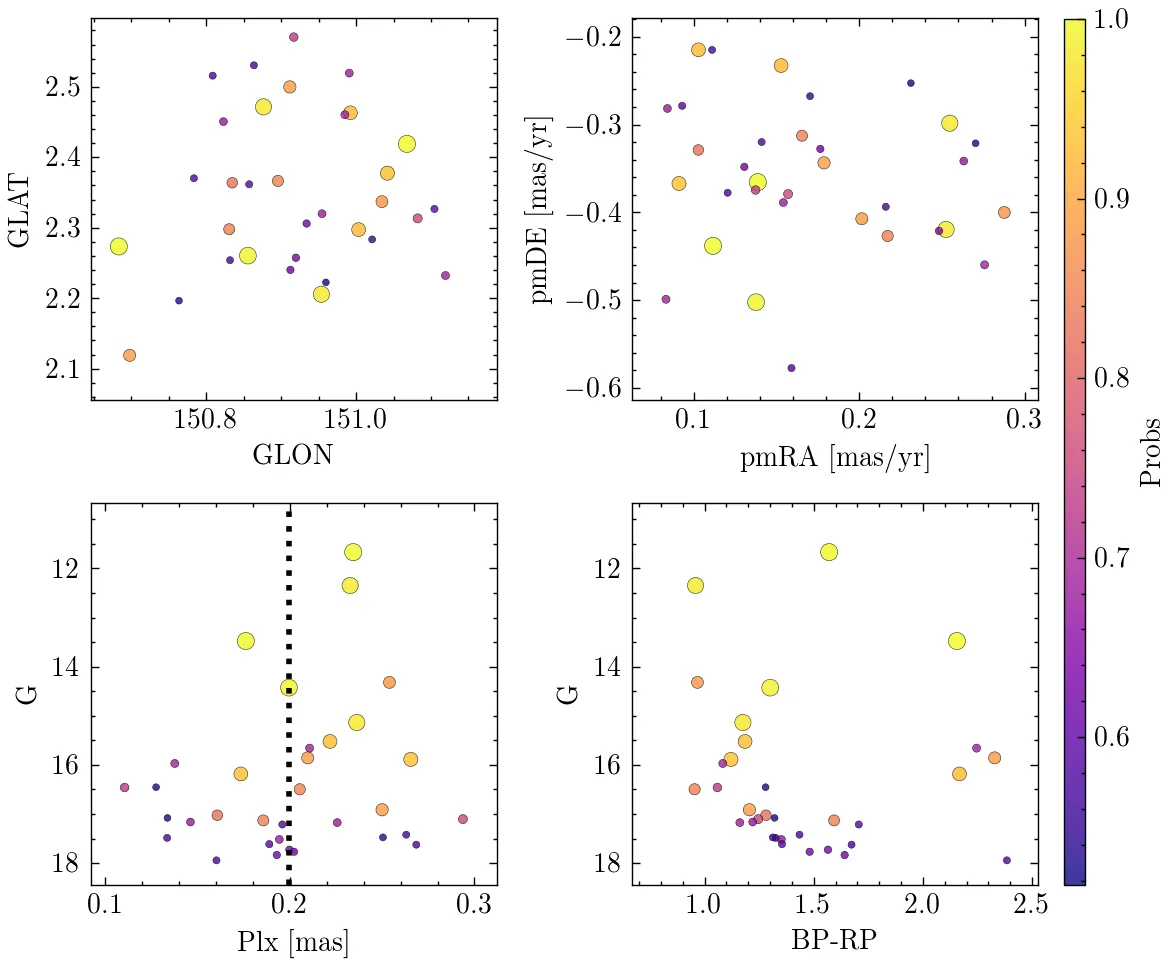 2.5
2.4
2.3
2.2
2.1
GLAT
150.8 151.0
GLON
−0.2
−0.3
−0.4
−0.5
−0.6
pmDE [mas/yr]
0.1 0.2 0.3
pmRA [mas/yr]
12
14
16
18
G
0.1 0.2 0.3
Plx [mas]
12
14
16
18
G
1.0 1.5 2.0 2.5
BP-RP
1.0
0.9
0.8
0.7
0.6
Probs